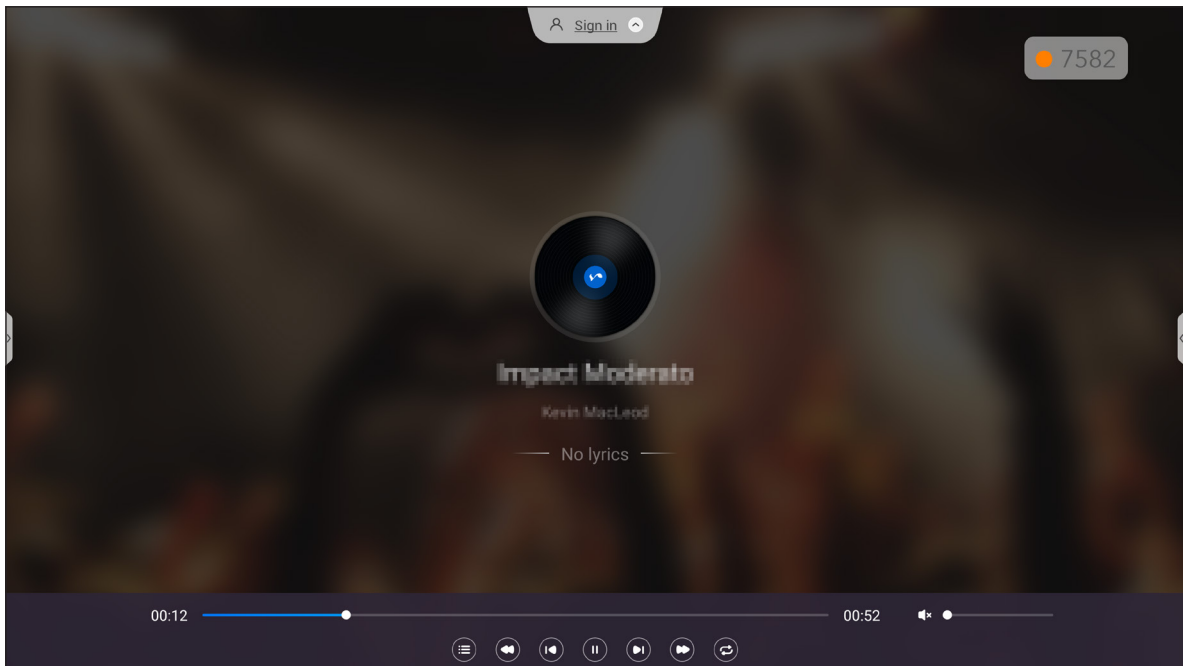 Sign in
7582
Impact Moderato
Kevin MacLeod
No lyrics
00:12
00:52